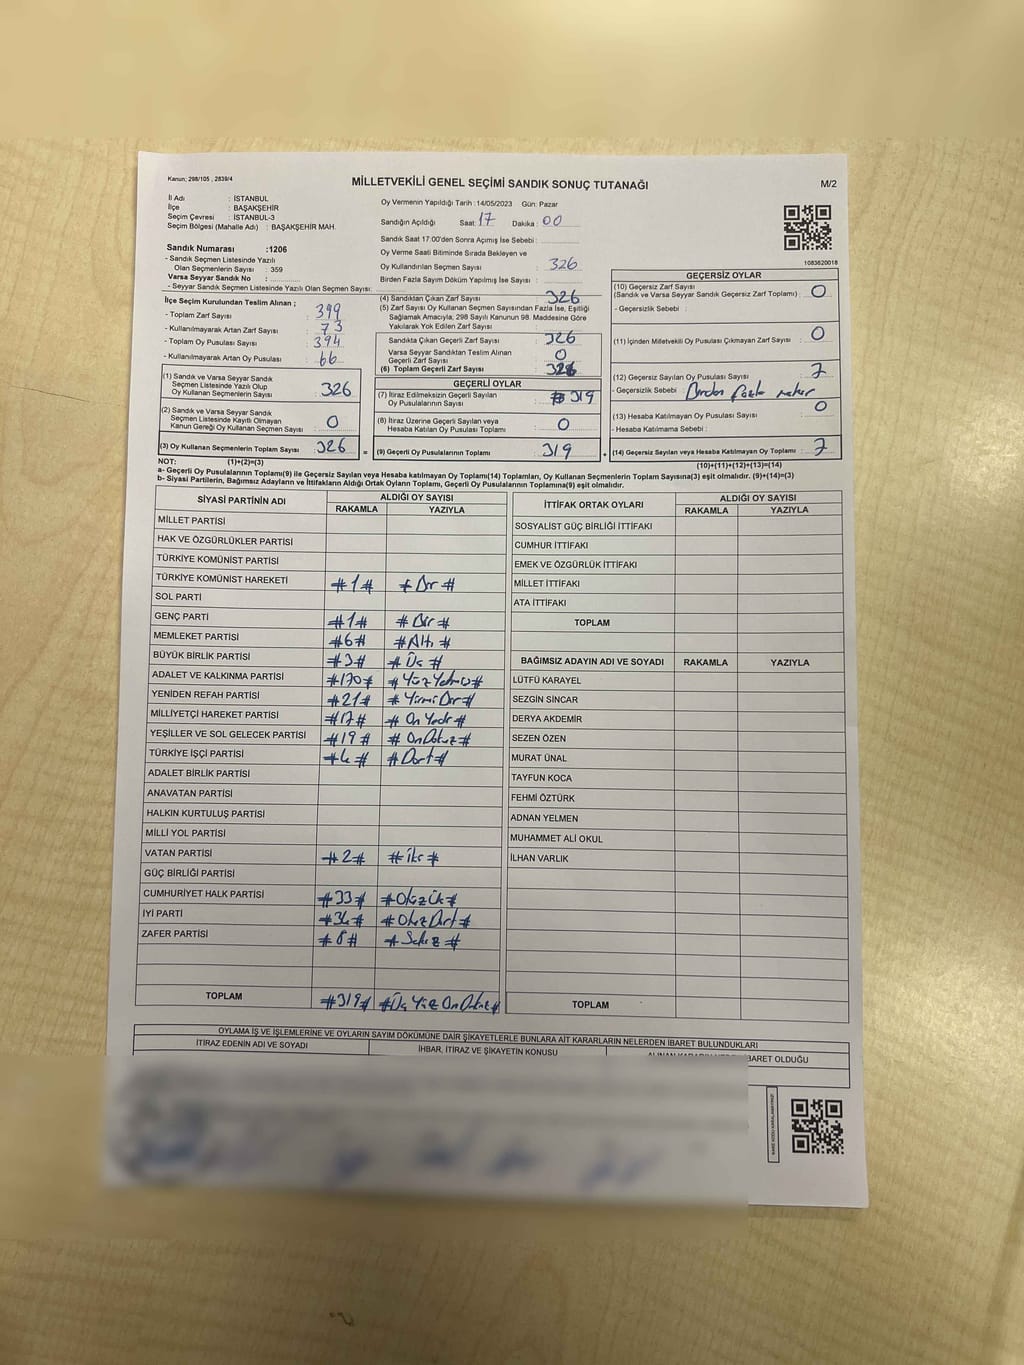 Kanun; 298/105 , 2839/4
MİLLETVEKİLİ GENEL SEÇİMİ SANDIK SONUÇ TUTANAĞI
M/2
İl Adı : İSTANBUL
İlçe : BAŞAKŞEHİR
Seçim Çevresi : İSTANBUL-3
Seçim Bölgesi (Mahalle Adı) : BAŞAKŞEHİR MAH.
Sandık Numarası :1206
- Sandık Seçmen Listesinde Yazılı
Olan Seçmenlerin Sayısı : 359
Varsa Seyyar Sandık No :
- Seyyar Sandık Seçmen Listesinde Yazılı Olan Seçmen Sayısı:
İlçe Seçim Kurulundan Teslim Alınan ;
- Toplam Zarf Sayısı : 399
- Kullanılmayarak Artan Zarf Sayısı : 73
- Toplam Oy Pusulası Sayısı : 394
- Kullanılmayarak Artan Oy Pusulası : 66
(1) Sandık ve Varsa Seyyar Sandık
Seçmen Listesinde Yazılı Olup
Oy Kullanan Seçmenlerin Sayısı : 326
(2) Sandık ve Varsa Seyyar Sandık
Seçmen Listesinde Kayıtlı Olmayan
Kanun Gereği Oy Kullanan Seçmen Sayısı : 0
(3) Oy Kullanan Seçmenlerin Toplam Sayısı : 326
Oy Vermenin Yapıldığı Tarih : 14/05/2023 Gün: Pazar
Sandığın Açıldığı Saat: 17 Dakika : 00
Sandık Saat 17:00'den Sonra Açımış İse Sebebi :
Oy Verme Saati Bitiminde Sırada Bekleyen ve
Oy Kullandırılan Seçmen Sayısı : 326
Birden Fazla Sayım Döküm Yapılmış İse Sayısı :
(4) Sandıktan Çıkan Zarf Sayısı : 326
(5) Zarf Sayısı Oy Kullanan Seçmen Sayısından Fazla İse, Eşitliği
Sağlamak Amacıyla, 298 Sayılı Kanunun 98. Maddesine Göre
Yakılarak Yok Edilen Zarf Sayısı :
Sandıkta Çıkan Geçerli Zarf Sayısı : 326
Varsa Seyyar Sandıktan Teslim Alınan
Geçerli Zarf Sayısı : 0
(6) Toplam Geçerli Zarf Sayısı : 326
GEÇERLİ OYLAR
(7) İtiraz Edilmeksizin Geçerli Sayılan
Oy Pusulalarının Sayısı : 319
(8) İtiraz Üzerine Geçerli Sayılan veya
Hesaba Katılan Oy Pusulası Toplamı : 0
= (9) Geçerli Oy Pusulalarının Toplamı : 319 +
1083620018
GEÇERSİZ OYLAR
(10) Geçersiz Zarf Sayısı
(Sandık ve Varsa Seyyar Sandık Geçersiz Zarf Toplamı) : 0
- Geçersizlik Sebebi :
(11) İçinden Milletvekili Oy Pusulası Çıkmayan Zarf Sayısı : 0
(12) Geçersiz Sayılan Oy Pusulası Sayısı : 7
- Geçersizlik Sebebi : Birden fazla mühür
(13) Hesaba Katılmayan Oy Pusulası Sayısı : 0
- Hesaba Katılmama Sebebi :
(14) Geçersiz Sayılan veya Hesaba Katılmayan Oy Toplamı : 7
NOT: (1)+(2)=(3) (10)+(11)+(12)+(13)=(14)
a- Geçerli Oy Pusulalarının Toplamı(9) ile Geçersiz Sayılan veya Hesaba katılmayan Oy Toplamı(14) Toplamları, Oy Kullanan Seçmenlerin Toplam Sayısına(3) eşit olmalıdır. (9)+(14)=(3)
b- Siyasi Partilerin, Bağımsız Adayların ve İttifakların Aldığı Ortak Oyların Toplamı, Geçerli Oy Pusulalarının Toplamına(9) eşit olmalıdır.
SİYASİ PARTİNİN ADI ALDIĞI OY SAYISI
RAKAMLA YAZIYLA
MİLLET PARTİSİ
HAK VE ÖZGÜRLÜKLER PARTİSİ
TÜRKİYE KOMÜNİST PARTİSİ
TÜRKİYE KOMÜNİST HAREKETİ #1# #Bir#
SOL PARTİ
GENÇ PARTİ #1# #Bir#
MEMLEKET PARTİSİ #6# #Altı#
BÜYÜK BİRLİK PARTİSİ #3# #Üç#
ADALET VE KALKINMA PARTİSİ #170# #Yüz Yetmiş#
YENİDEN REFAH PARTİSİ #21# #Yirmi Bir#
MİLLİYETÇİ HAREKET PARTİSİ #17# #On Yedi#
YEŞİLLER VE SOL GELECEK PARTİSİ #19# #On Dokuz#
TÜRKİYE İŞÇİ PARTİSİ #4# #Dört#
ADALET BİRLİK PARTİSİ
ANAVATAN PARTİSİ
HALKIN KURTULUŞ PARTİSİ
MİLLİ YOL PARTİSİ
VATAN PARTİSİ #2# #İki#
GÜÇ BİRLİĞİ PARTİSİ
CUMHURİYET HALK PARTİSİ #33# #Otuz Üç#
İYİ PARTİ #34# #Otuz Dört#
ZAFER PARTİSİ #8# #Sekiz#
TOPLAM #319# #Üç Yüz On Dokuz#
İTTİFAK ORTAK OYLARI ALDIĞI OY SAYISI
RAKAMLA YAZIYLA
SOSYALİST GÜÇ BİRLİĞİ İTTİFAKI
CUMHUR İTTİFAKI
EMEK VE ÖZGÜRLÜK İTTİFAKI
MİLLET İTTİFAKI
ATA İTTİFAKI
TOPLAM
BAĞIMSIZ ADAYIN ADI VE SOYADI RAKAMLA YAZIYLA
LÜTFÜ KARAYEL
SEZGİN SİNCAR
DERYA AKDEMİR
SEZEN ÖZEN
MURAT ÜNAL
TAYFUN KOCA
FEHMİ ÖZTÜRK
ADNAN YELMEN
MUHAMMET ALİ OKUL
İLHAN VARLIK
TOPLAM
OYLAMA İŞ VE İŞLEMLERİNE VE OYLARIN SAYIM DÖKÜMÜNE DAİR ŞİKAYETLERLE BUNLARA AİT KARARLARIN NELERDEN İBARET BULUNDUKLARI
İTİRAZ EDENİN ADI VE SOYADI İHBAR, İTİRAZ VE ŞİKAYETİN KONUSU İBARET OLDUĞU